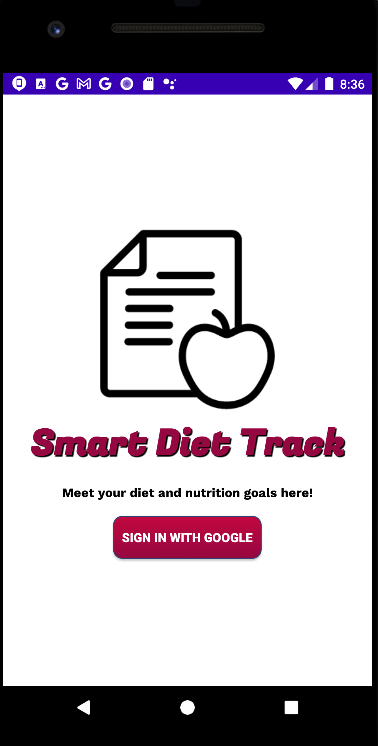 8:36
Smart Diet Track
Meet your diet and nutrition goals here!
SIGN IN WITH GOOGLE